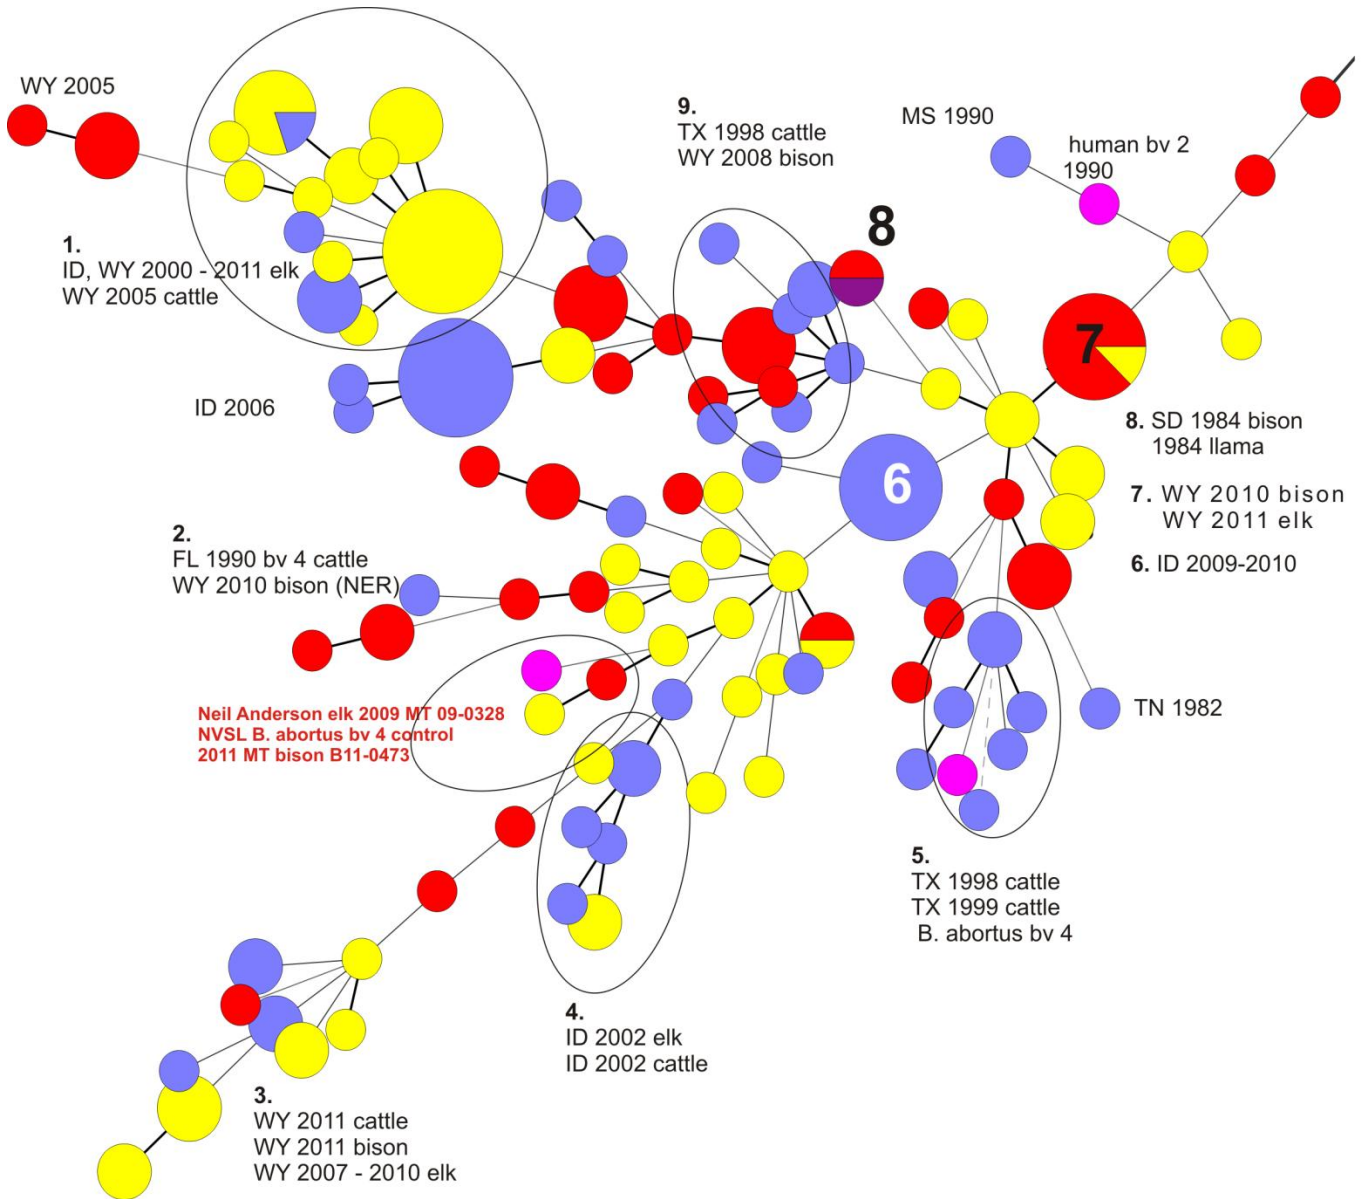 WY 2005
9.
TX 1998 cattle
WY 2008 bison
MS 1990
human bv 2
1990
8
1.
ID, WY 2000 - 2011 elk
WY 2005 cattle
7
ID 2006
8. SD 1984 bison
1984 llama
6
7. WY 2010 bison
WY 2011 elk
6. ID 2009-2010
2.
FL 1990 bv 4 cattle
WY 2010 bison (NER)
Neil Anderson elk 2009 MT 09-0328
NVSL B. abortus bv 4 control
2011 MT bison B11-0473
TN 1982
5.
TX 1998 cattle
TX 1999 cattle
B. abortus bv 4
4.
ID 2002 elk
ID 2002 cattle
3.
WY 2011 cattle
WY 2011 bison
WY 2007 - 2010 elk